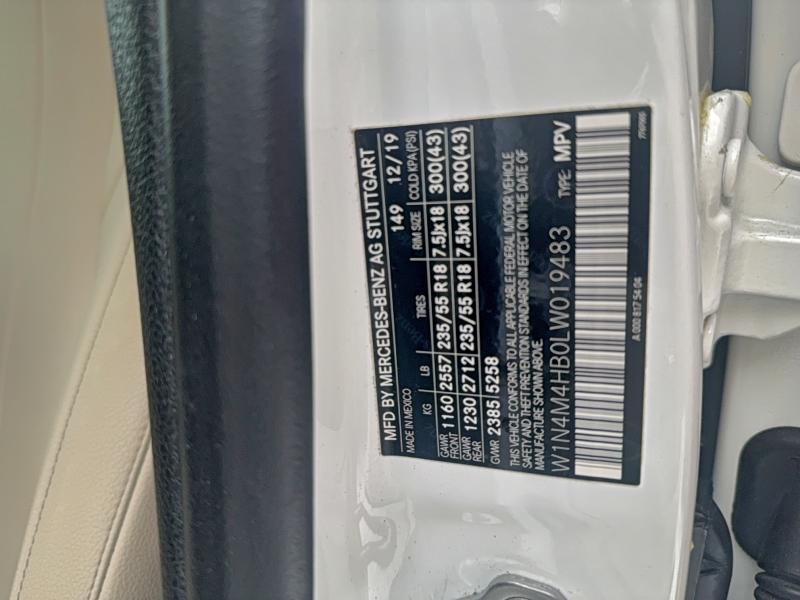 MFD BY MERCEDES-BENZ AG STUTTGART
MADE IN MEXICO 149 12/19
KG LB TIRES RIM SIZE COLD KPA (PSI)
GAWR FRONT 1160 2557 235/55 R18 7.5Jx18 300(43)
GAWR REAR 1230 2712 235/55 R18 7.5Jx18 300(43)
GVWR 2385 5258
THIS VEHICLE CONFORMS TO ALL APPLICABLE FEDERAL MOTOR VEHICLE
SAFETY AND THEFT PREVENTION STANDARDS IN EFFECT ON THE DATE OF
MANUFACTURE SHOWN ABOVE.
W1N4M4HB0LW019483 TYPE: MPV
A 000 817 54 04